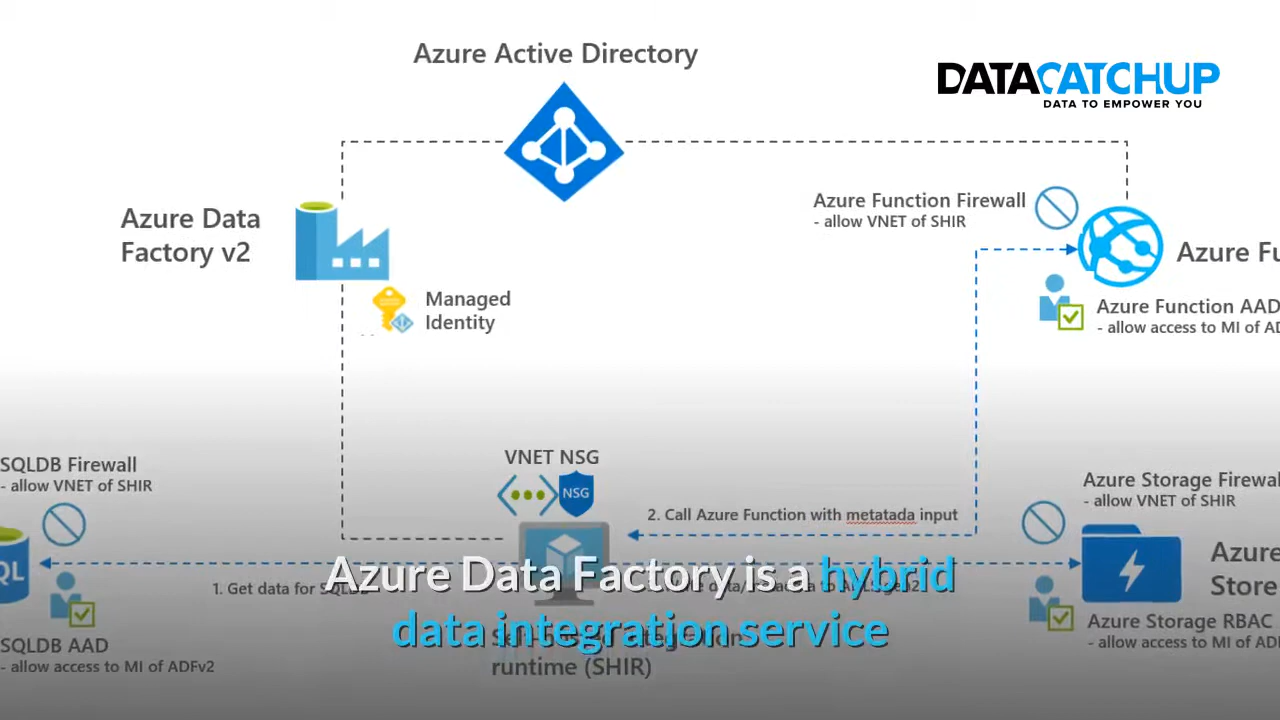 Azure Active Directory
DATACATCHUP
DATA TO EMPOWER YOU
Azure Data
Factory v2
Managed
Identity
Azure Function Firewall
- allow VNET of SHIR
Azure Fu
Azure Function AAD
- allow access to MI of AD
SQLDB Firewall
- allow VNET of SHIR
VNET NSG
NSG
2. Call Azure Function with metatada input
Azure Storage Firewal
- allow VNET of SHIR
QL
1. Get data for SQLDB
Azure Data Factory is a hybrid
data integration service
runtime (SHIR)
Azure
Store
SQLDB AAD
- allow access to MI of ADFv2
Azure Storage RBAC
- allow access to MI of AD